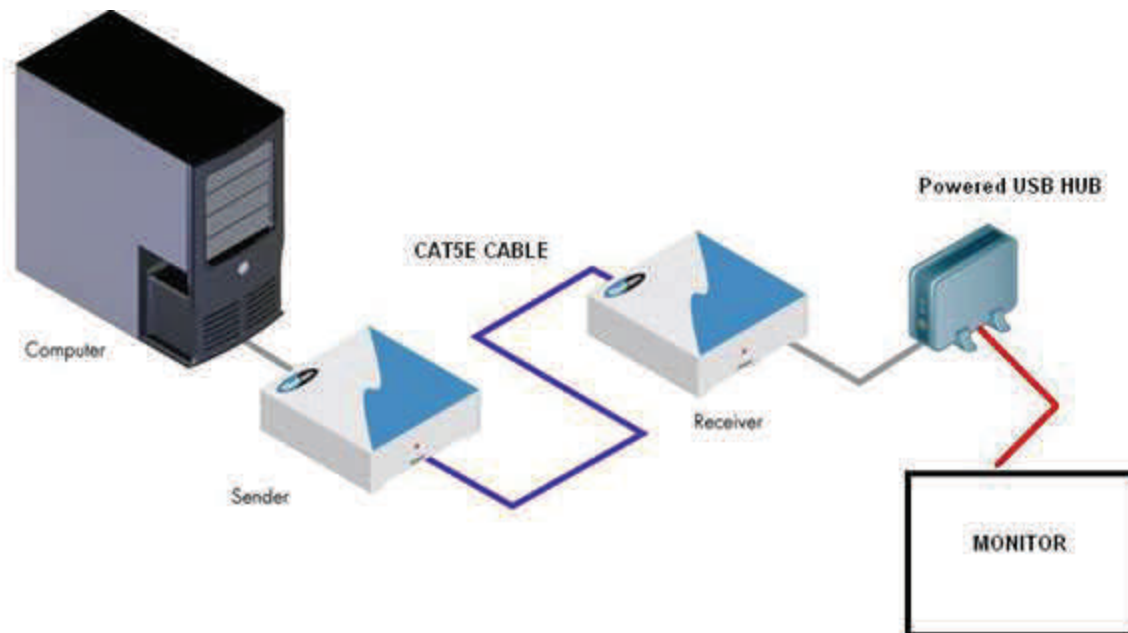 Powered USB HUB
CAT5E CABLE
Computer
Receiver
Sender
MONITOR